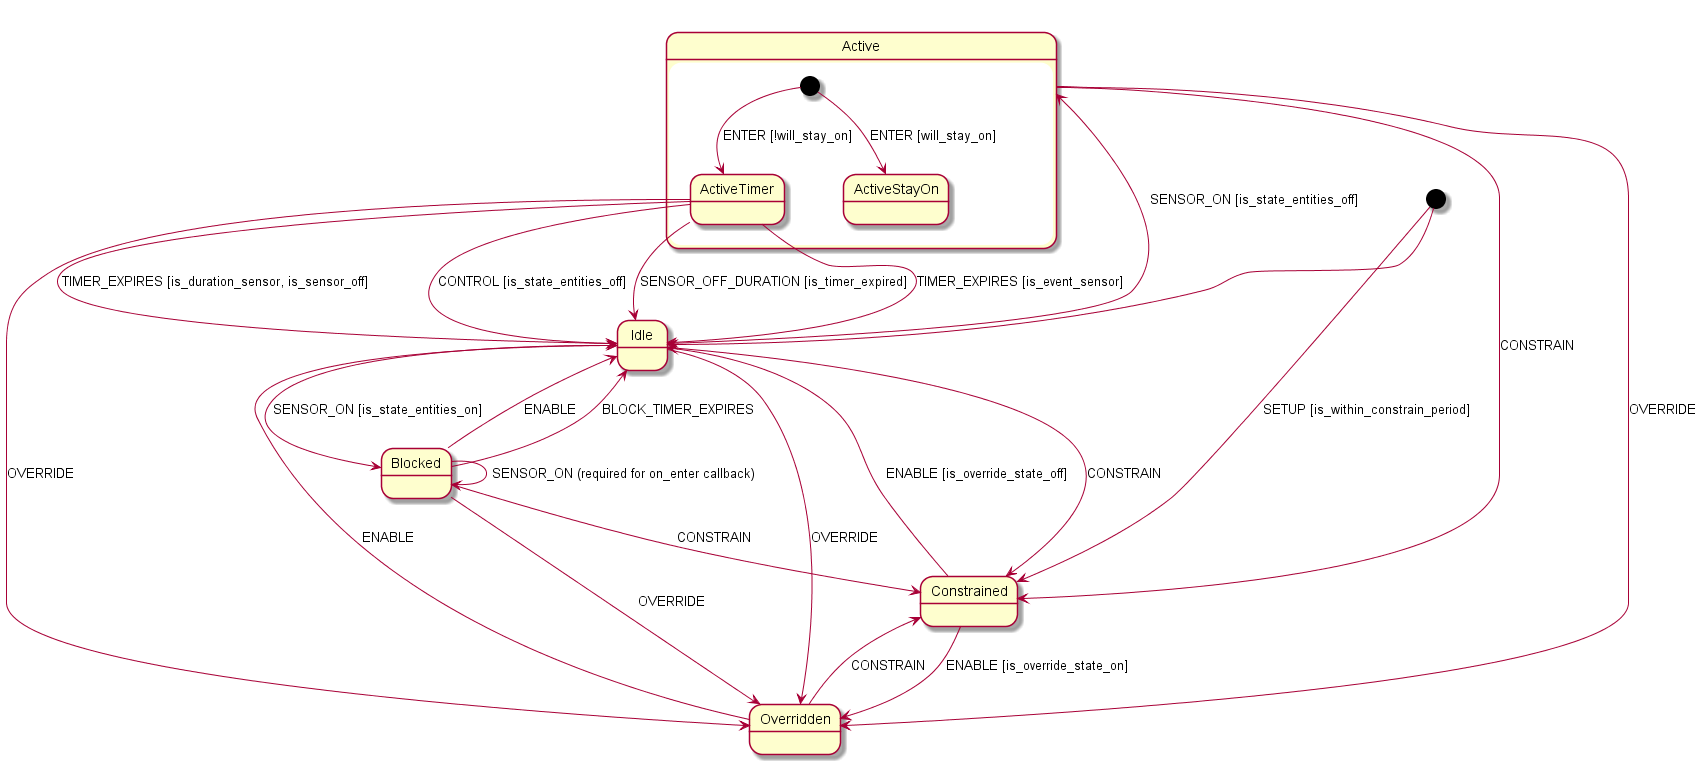 Active
ENTER [!will_stay_on]
ENTER [will_stay_on]
ActiveTimer
ActiveStayOn
SENSOR_ON [is_state_entities_off]
TIMER_EXPIRES [is_duration_sensor, is_sensor_off]
CONTROL [is_state_entities_off]
SENSOR_OFF_DURATION [is_timer_expired]
TIMER_EXPIRES [is_event_sensor]
Idle
CONSTRAIN
SENSOR_ON [is_state_entities_on]
ENABLE
BLOCK_TIMER_EXPIRES
SETUP [is_within_constrain_period]
OVERRIDE
Blocked
OVERRIDE
SENSOR_ON (required for on_enter callback)
ENABLE [is_override_state_off]
CONSTRAIN
ENABLE
CONSTRAIN
OVERRIDE
Constrained
OVERRIDE
CONSTRAIN
ENABLE [is_override_state_on]
Overridden